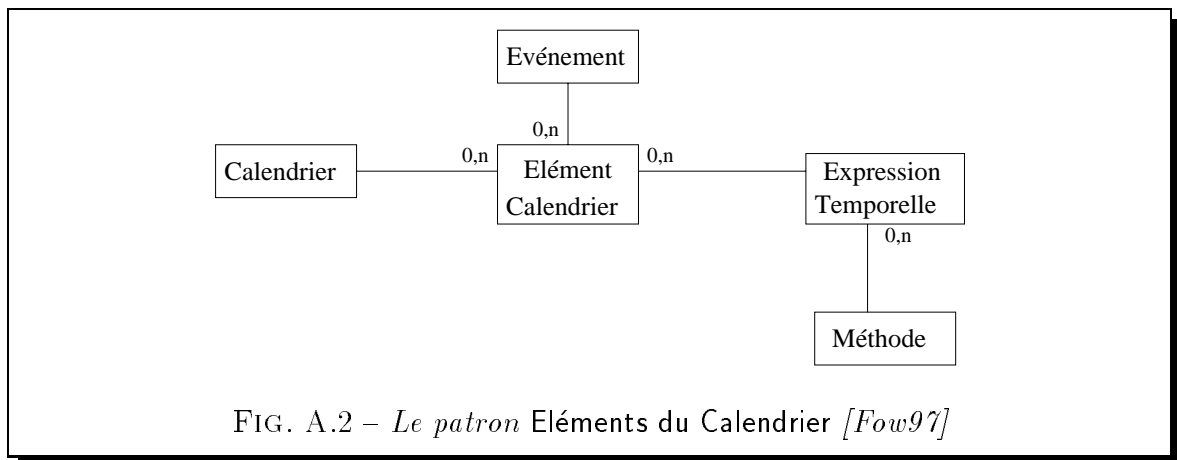 Evénement
0,n
Calendrier
0,n
Elément
Calendrier
0,n
Expression
Temporelle
0,n
Méthode
FIG. A.2 – Le patron Eléments du Calendrier [Fow97]